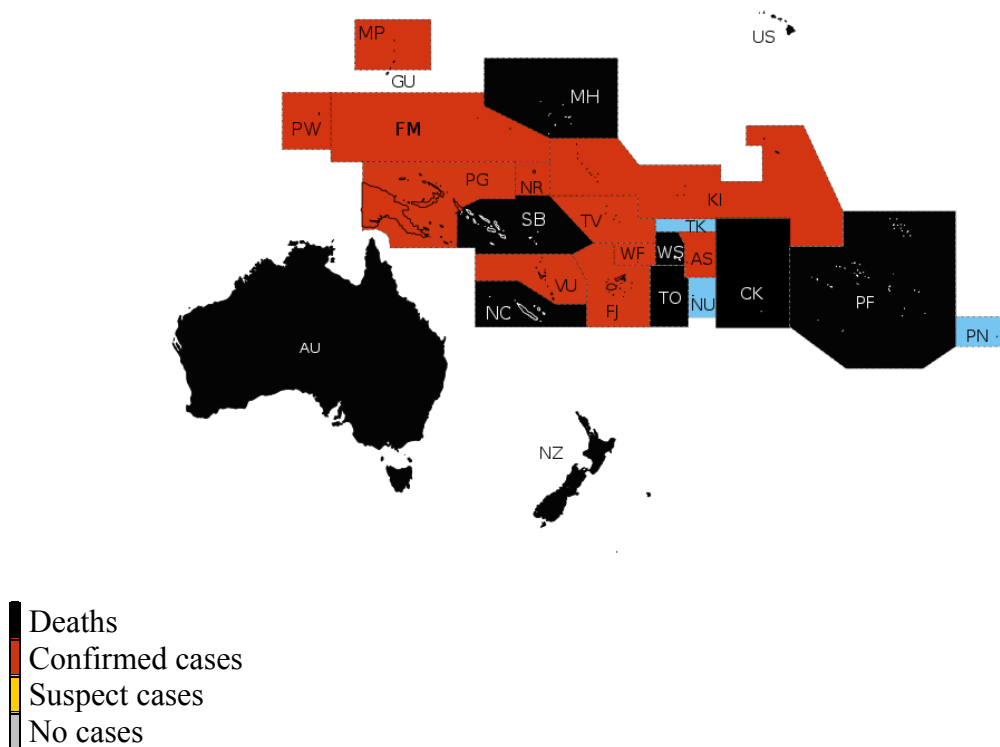 MP
US
GU
MH
PW
FM
PG
NR
KI
SB
TV
TK
WF
WS
AS
VU
TO
NU
CK
PF
NC
FJ
PN
AU
NZ
Deaths
Confirmed cases
Suspect cases
No cases